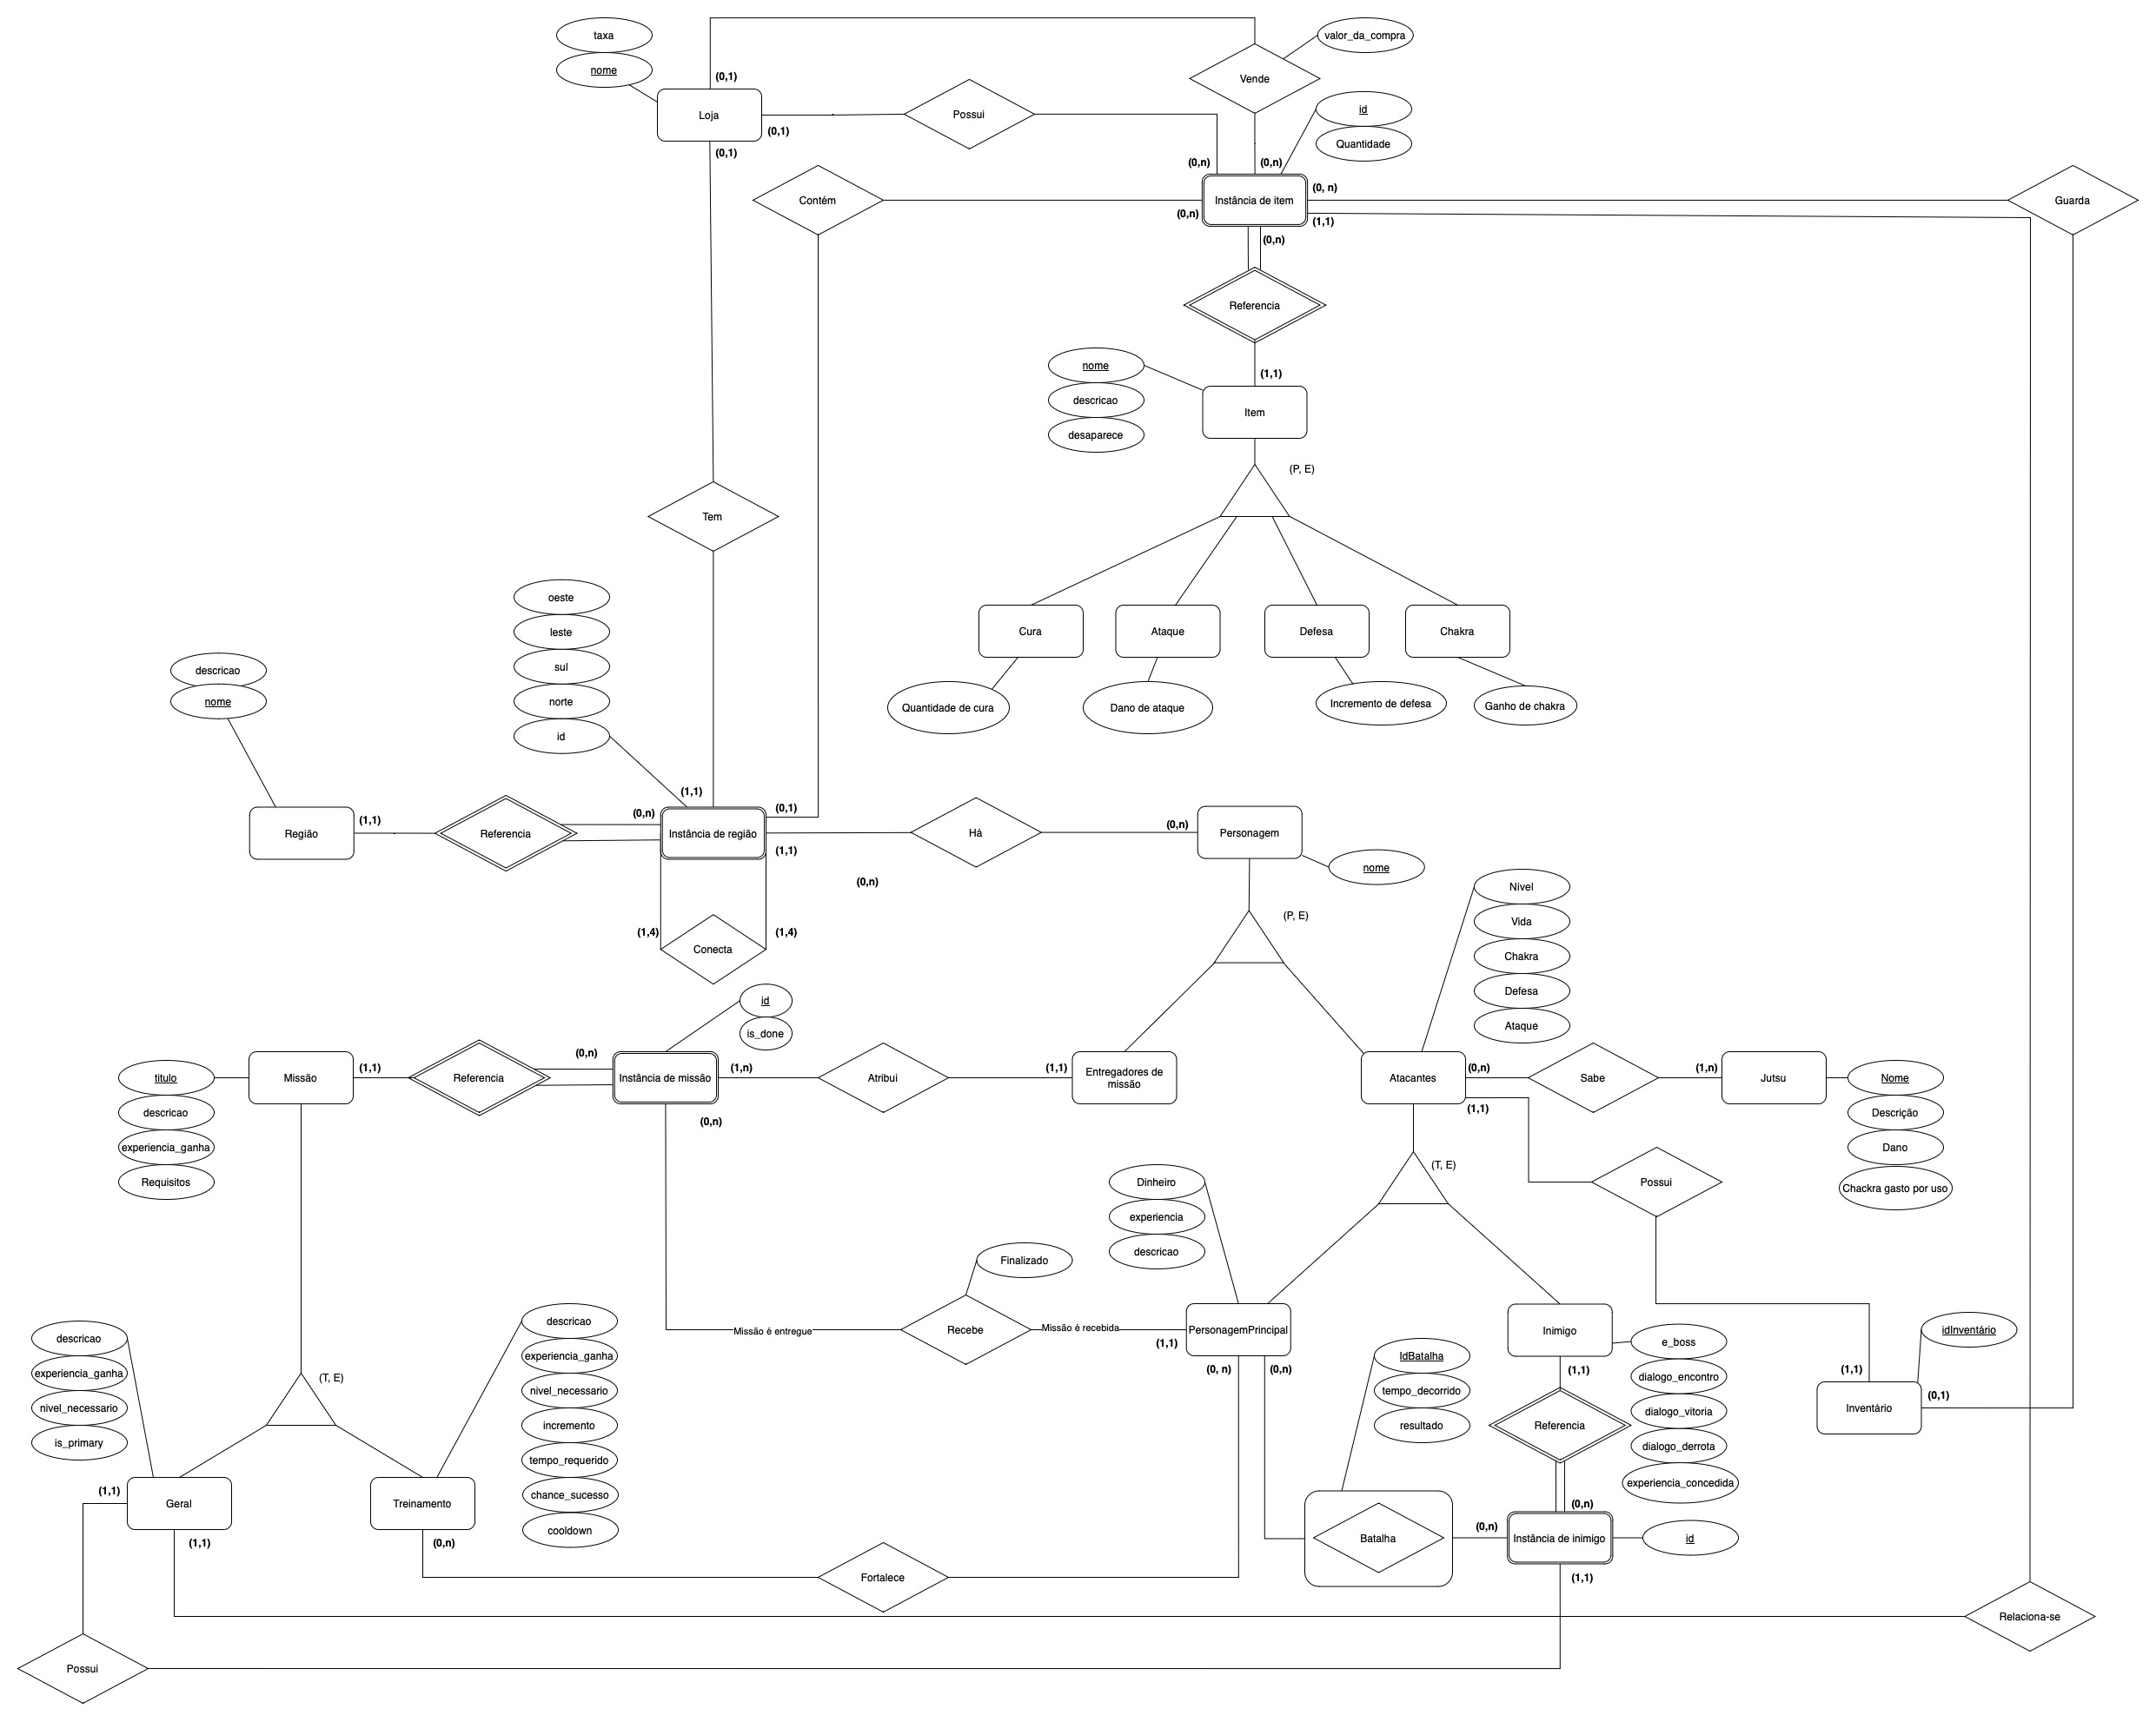 taxa
nome
(0,1)
Loja
(0,1)
(0,1)
Possui
Vende
valor_da_compra
id
Quantidade
(0,n)
(0,n)
Contém
(0,n)
Instância de item
(0, n)
(1,1)
Guarda
(0,n)
Referencia
nome
descricao
desaparece
(1,1)
Item
(P, E)
Tem
Cura
Ataque
Defesa
Chakra
Quantidade de cura
Dano de ataque
Incremento de defesa
Ganho de chakra
oeste
leste
sul
norte
id
descricao
nome
Região
(1,1)
Referencia
(0,n)
(1,1)
(0,1)
Instância de região
(1,1)
Há
(0,n)
Personagem
nome
(0,n)
(1,4)
Conecta
(1,4)
(P, E)
Nível
Vida
Chakra
Defesa
Ataque
id
is_done
titulo
descricao
experiencia_ganha
Requisitos
Missão
(1,1)
Referencia
(0,n)
Instância de missão
(1,n)
(0,n)
Atribui
(1,1)
Entregadores de
missão
Atacantes
(0,n)
(1,1)
Sabe
(1,n)
Jutsu
Nome
Descrição
Dano
Chackra gasto por uso
(T, E)
Possui
Dinheiro
experiencia
descricao
Finalizado
Missão é entregue
Recebe
Missão é recebida
(1,1)
PersonagemPrincipal
(0, n)
(0,n)
Inimigo
(1,1)
e_boss
dialogo_encontro
dialogo_vitoria
dialogo_derrota
experiencia_concedida
idInventário
(1,1)
Inventário
(0,1)
IdBatalha
tempo_decorrido
resultado
Referencia
(0,n)
descricao
experiencia_ganha
nivel_necessario
is_primary
(T, E)
descricao
experiencia_ganha
nivel_necessario
incremento
tempo_requerido
chance_sucesso
cooldown
(1,1)
Geral
(1,1)
Treinamento
(0,n)
Batalha
(0,n)
Instância de inimigo
id
(1,1)
Fortalece
Relaciona-se
Possui